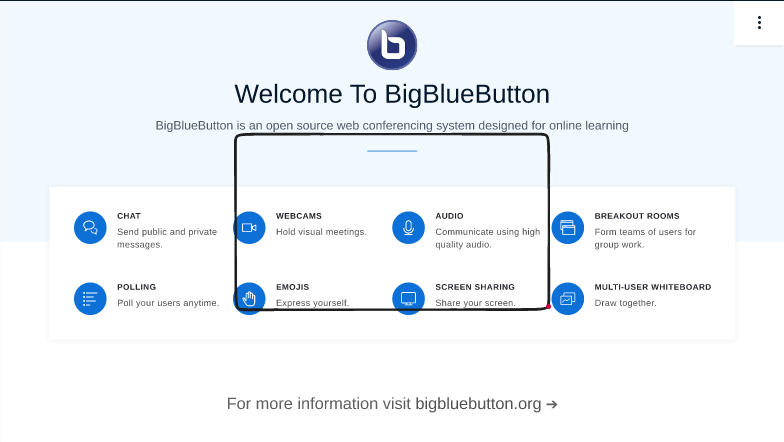 Welcome To BigBlueButton
BigBlueButton is an open source web conferencing system designed for online learning
CHAT
Send public and private
messages.
WEBCAMS
Hold visual meetings.
AUDIO
Communicate using high
quality audio.
BREAKOUT ROOMS
Form teams of users for
group work.
POLLING
Poll your users anytime.
EMOJIS
Express yourself.
SCREEN SHARING
Share your screen.
MULTI-USER WHITEBOARD
Draw together.
For more information visit bigbluebutton.org →